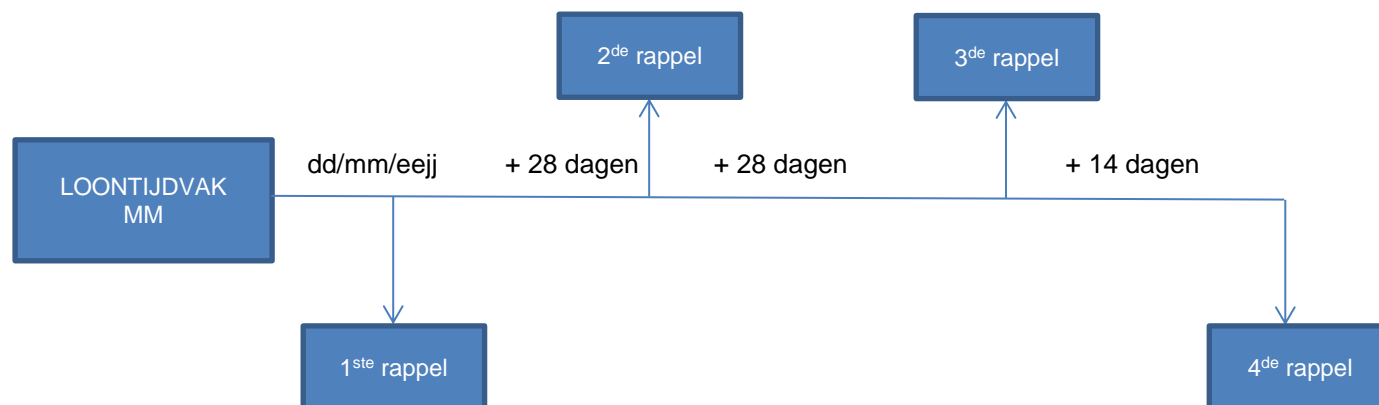 2de rappel
3de rappel
LOONTIJDVAK
MM
dd/mm/eejj
+ 28 dagen
+ 28 dagen
+ 14 dagen
1ste rappel
4de rappel